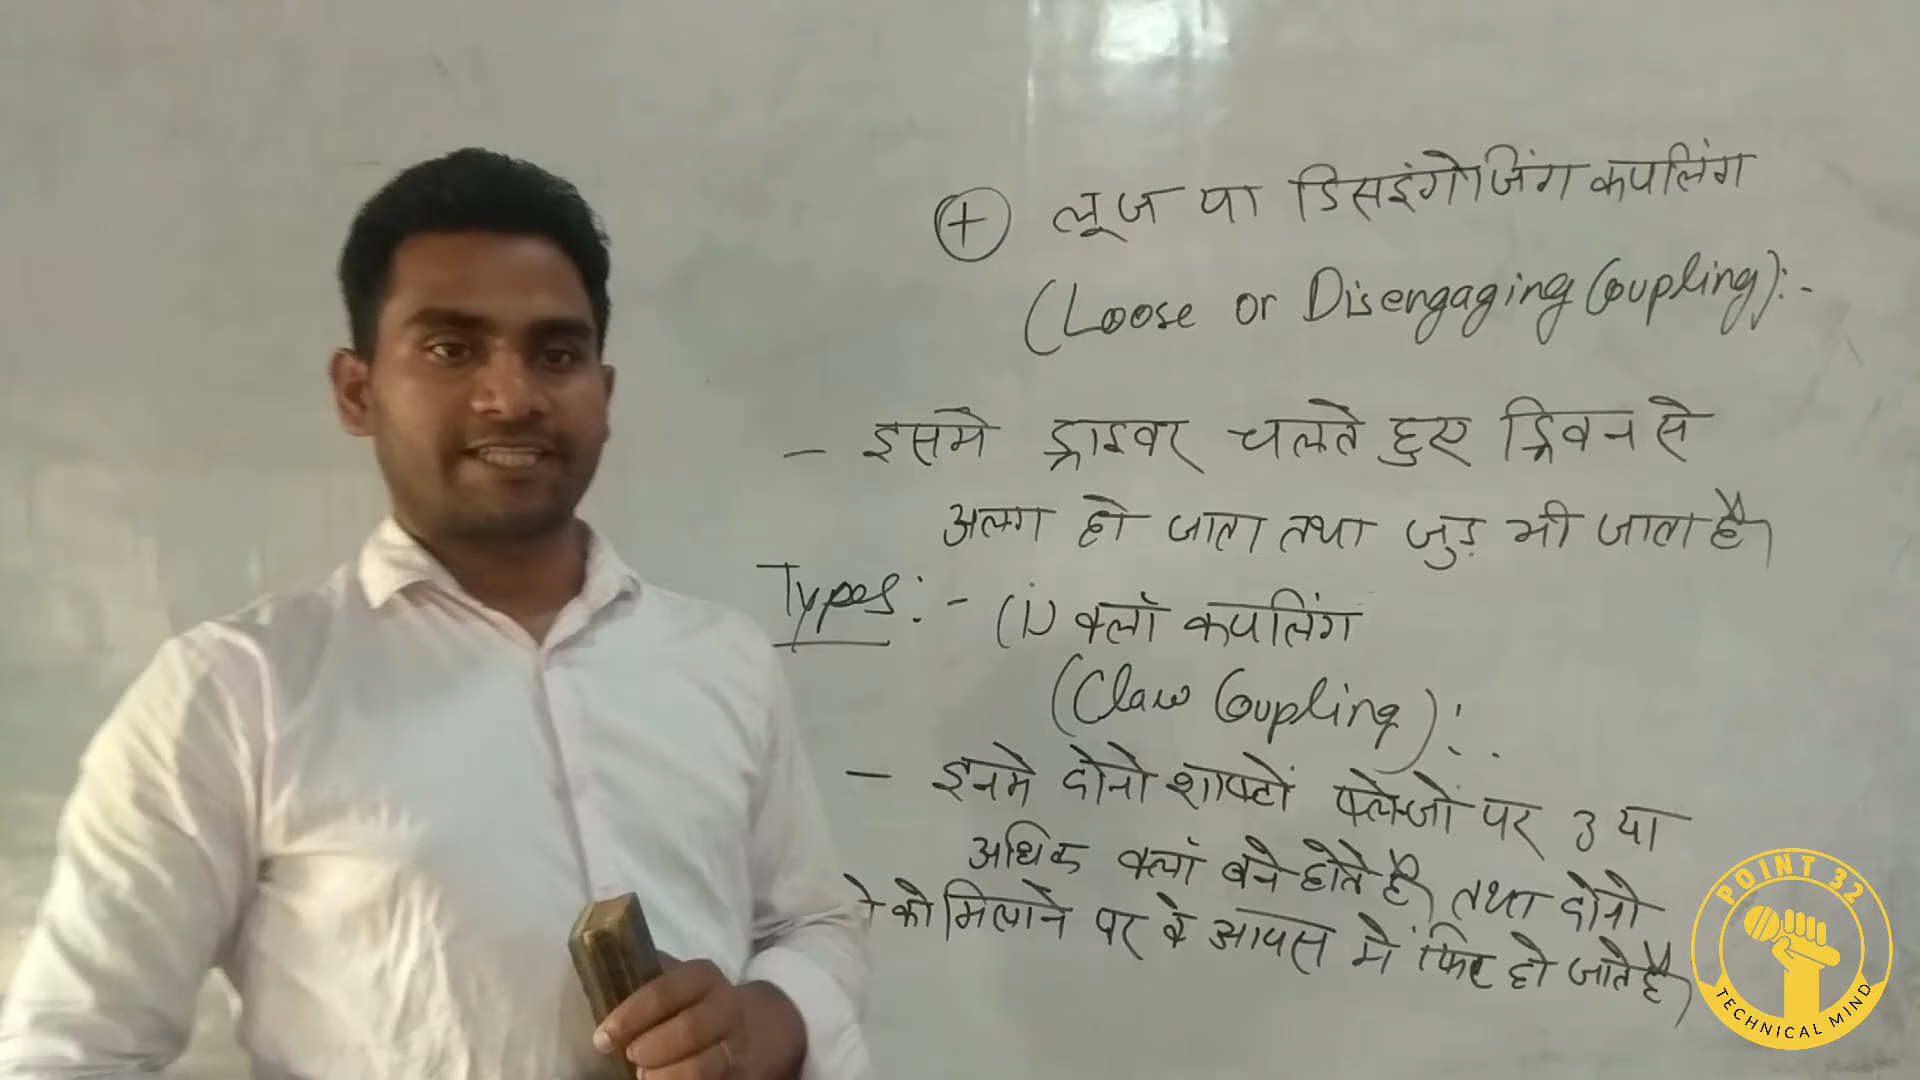 + लूज या डिसइंगेजिंग कपलिंग
(Loose or Disengaging Coupling):-
- इसमे ड्राइवर चलते हुए ड्रिवन से
अलग हो जाता तथा जुड़ भी जाता है।
Types:- (i) क्लॉ कपलिंग
(Claw Coupling):-
- इनमे दोनो शाफ्टों फ्लेन्जों पर 3 या
अधिक क्लॉ बने होते है। तथा दोनो
को मिलाने पर वे आपस में फिट हो जाते है।
POINT 32
TECHNICAL MIND